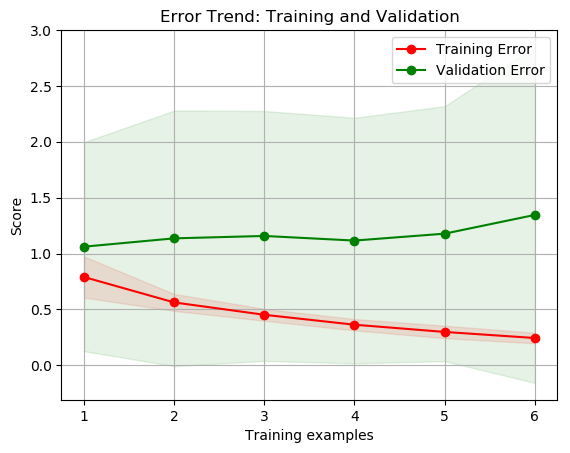 Error Trend: Training and Validation
Training Error
Validation Error
3.0
2.5
2.0
1.5
1.0
0.5
0.0
Score
1 2 3 4 5 6
Training examples